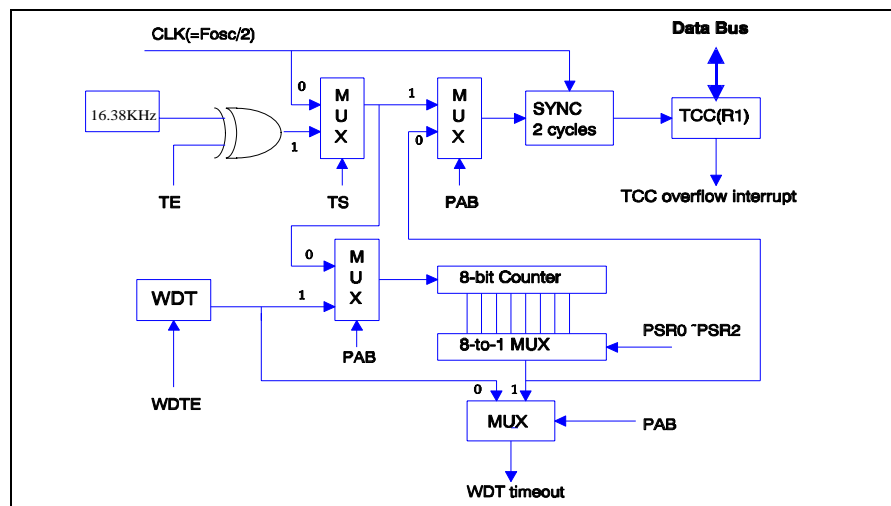 CLK(=Fosc/2)
Data Bus
0
1
0
1
16.38KHz
M
U
X
M
U
X
SYNC
2 cycles
TCC(R1)
TE
TS
PAB
TCC overflow interrupt
0
1
M
U
X
WDT
8-bit Counter
PAB
8-to-1 MUX
PSR0 ~PSR2
WDTE
0
1
MUX
PAB
WDT timeout